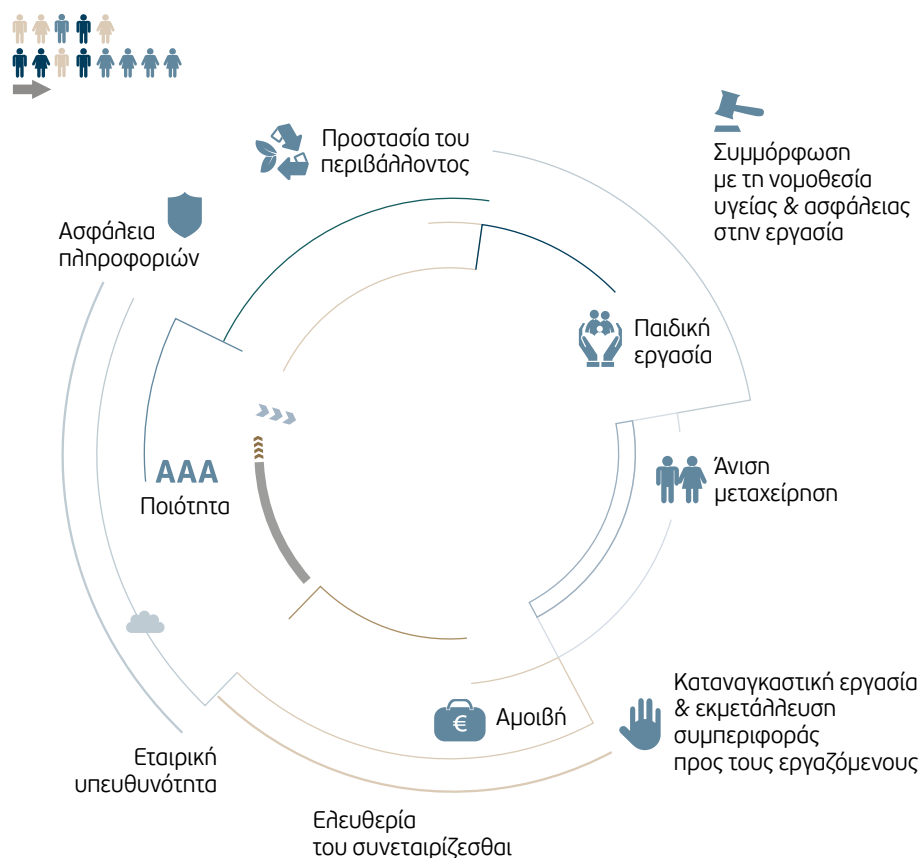 Προστασία του
περιβάλλοντος
Συμμόρφωση
με τη νομοθεσία
υγείας & ασφάλειας
στην εργασία
Ασφάλεια
πληροφοριών
Παιδική
εργασία
Άνιση
μεταχείρηση
AAA
Ποιότητα
Καταναγκαστική εργασία
& εκμετάλλευση
συμπεριφοράς
προς τους εργαζόμενους
€
Αμοιβή
Εταιρική
υπευθυνότητα
Ελευθερία
του συνεταιρίζεσθαι